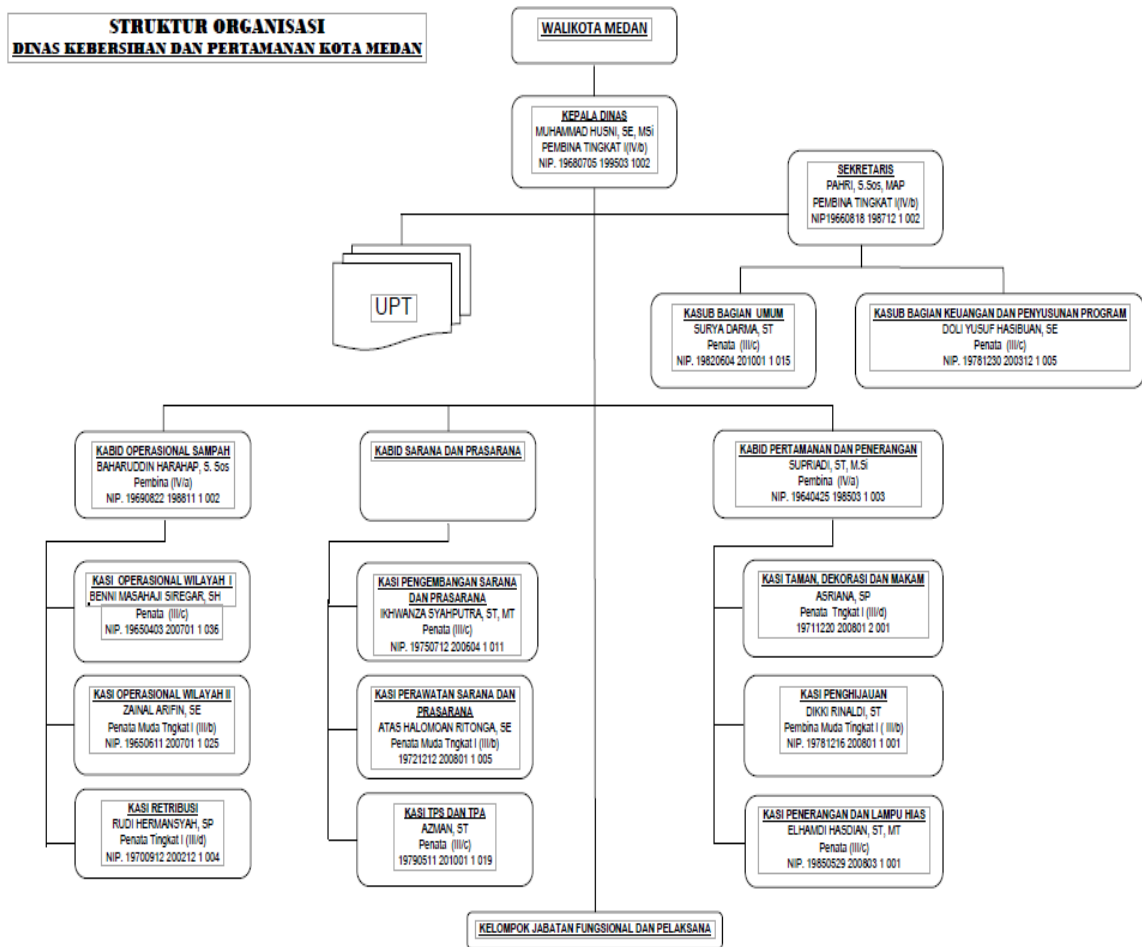 STRUKTUR ORGANISASI
DINAS KEBERSIHAN DAN PERTAMANAN KOTA MEDAN
WALIKOTA MEDAN
KEPALA DINAS
MUHAMMAD HUSNI, SE, MSi
PEMBINA TINGKAT I(IV/b)
NIP. 19680705 199503 1002
SEKRETARIS
PAHRI, S.Sos, MAP
PEMBINA TINGKAT I(IV/b)
NIP19660818 198712 1 002
UPT
KASUB BAGIAN UMUM
SURYA DARMA, ST
Penata (III/c)
NIP. 19820604 201001 1 015
KASUB BAGIAN KEUANGAN DAN PENYUSUNAN PROGRAM
DOLI YUSUF HASIBUAN, SE
Penata (III/c)
NIP. 19781230 200312 1 005
KABID OPERASIONAL SAMPAH
BAHARUDDIN HARAHAP, S. Sos
Pembina (IV/a)
NIP. 19690822 198811 1 002
KABID SARANA DAN PRASARANA
KABID PERTAMANAN DAN PENERANGAN
SUPRIADI, ST, M.Si
Pembina (IV/a)
NIP. 19640425 198503 1 003
KASI OPERASIONAL WILAYAH I
BENNI MASAHAJI SIREGAR, SH
Penata (III/c)
NIP. 19650403 200701 1 036
KASI PENGEMBANGAN SARANA
DAN PRASARANA
IKHWANZA SYAHPUTRA, ST, MT
Penata (III/c)
NIP. 19750712 200604 1 011
KASI TAMAN, DEKORASI DAN MAKAM
ASRIANA, SP
Penata Tngkat I (III/d)
19711220 200801 2 001
KASI OPERASIONAL WILAYAH II
ZAINAL ARIFIN, SE
Penata Muda Tngkat I (III/b)
NIP. 19650611 200701 1 025
KASI PERAWATAN SARANA DAN
PRASARANA
ATAS HALOMOAN RITONGA, SE
Penata Muda Tngkat I (III/b)
19721212 200801 1 005
KASI PENGHIJAUAN
DIKKI RINALDI, ST
Pembina Muda Tingkat I ( III/b)
NIP. 19781216 200801 1 001
KASI RETRIBUSI
RUDI HERMANSYAH, SP
Penata Tingkat I (III/d)
NIP. 19700912 200212 1 004
KASI TPS DAN TPA
AZMAN, ST
Penata (III/c)
19790511 201001 1 019
KASI PENERANGAN DAN LAMPU HIAS
ELHAMDI HASDIAN, ST, MT
Penata (III/c)
NIP. 19850529 200803 1 001
KELOMPOK JABATAN FUNGSIONAL DAN PELAKSANA